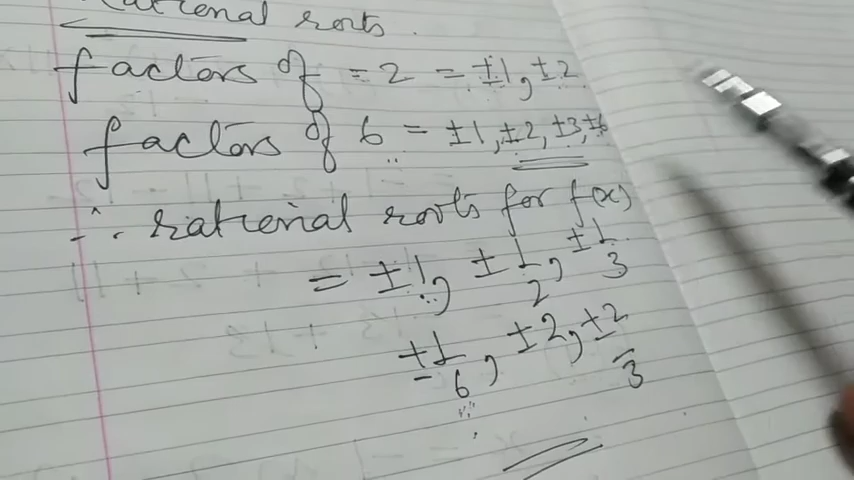 rational roots.
factors of = 2 = ±1, ±2
factors of 6 = ±1, ±2, ±3, ±6
∴ rational roots for f(x)
= ±1, ±1/2, ±1/3
±1/6, ±2, ±2/3